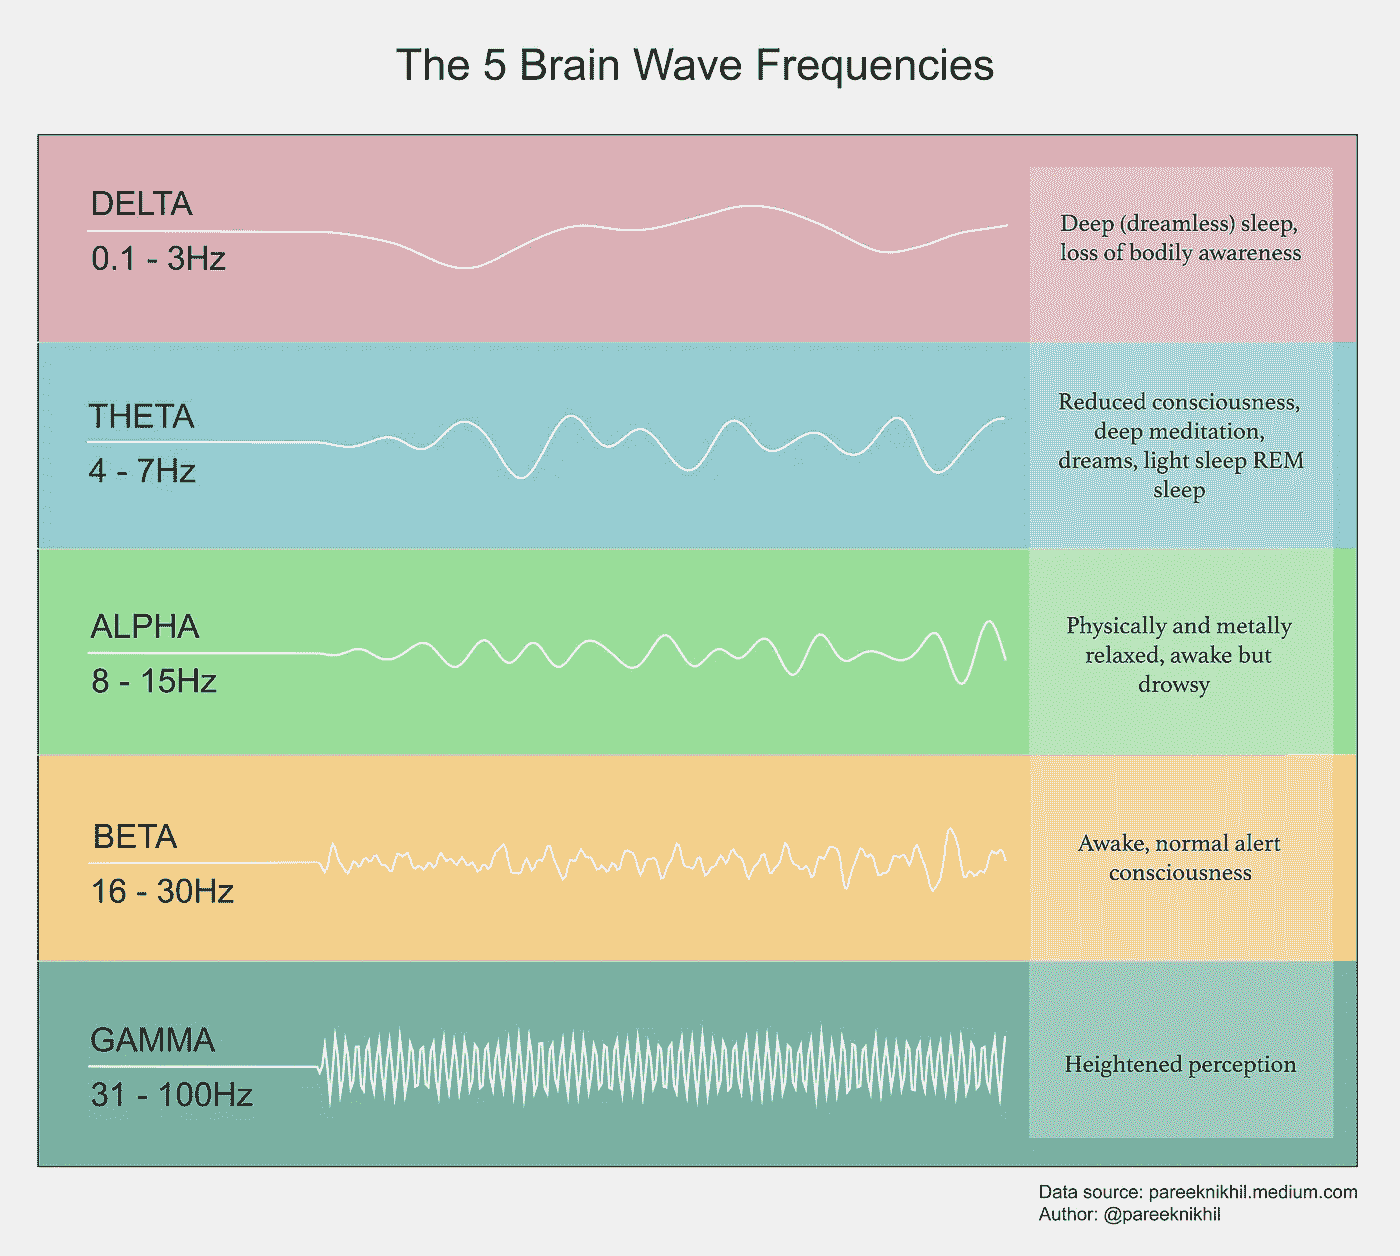 The 5 Brain Wave Frequencies
DELTA
0.1 - 3Hz
Deep (dreamless) sleep,
loss of bodily awareness
THETA
4 - 7Hz
Reduced consciousness,
deep meditation,
dreams, light sleep REM
sleep
ALPHA
8 - 15Hz
Physically and metally
relaxed, awake but
drowsy
BETA
16 - 30Hz
Awake, normal alert
consciousness
GAMMA
31 - 100Hz
Heightened perception
Data source: pareeknikhil.medium.com
Author: @pareeknikhil